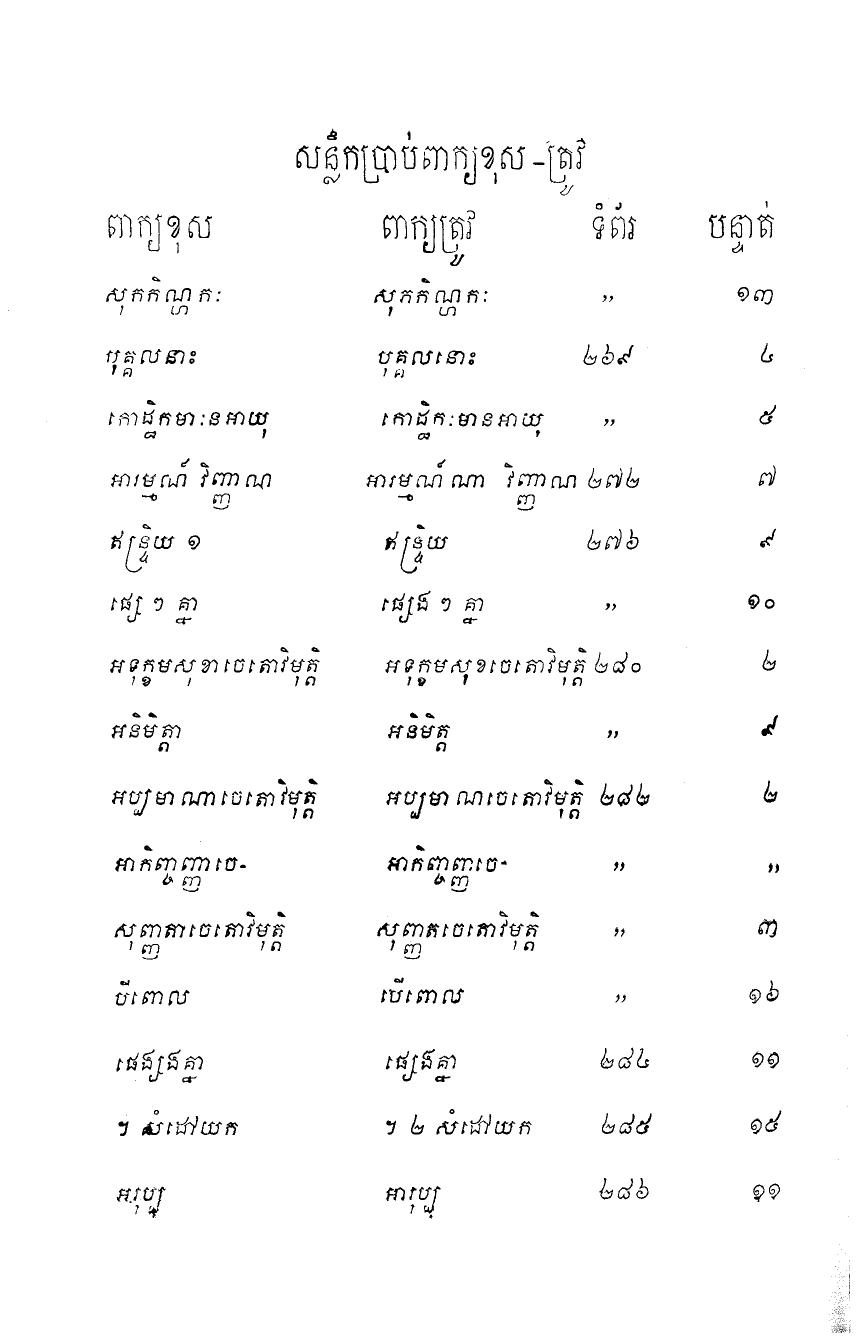 សន្លឹកប្រាប់ពាក្យខុស -ត្រូវ
ពាក្យខុស ពាក្យត្រូវ ទំព័រ បន្ទាត់
សុកកិណ្ហកៈ សុភកិណ្ហកៈ ,, ១៣
បុគ្គលនាះ បុគ្គលនោះ ២៦៩ ៤
កោដ្ឋិកមាៈនអាយុ កោដ្ឋិកៈមានអាយុ ,, ៥
អារម្មណ៍ វិញ្ញាណ អារម្មណ៍ ណា វិញ្ញាណ ២៧២ ៧
ឥន្ទ្រិយ ១ ឥន្ទ្រិយ ២៧៦ ៩
ផ្សេ ៗ គ្នា ផ្សេង ៗ គ្នា ,, ១០
អទុក្ខមសុខាចេតោវិមុត្តិ អទុក្ខមសុខចេតោវិមុត្តិ ២៨០ ២
អនិមិត្តា អនិមិត្ត ,, ៩
អប្បមាណាចេតោវិមុត្តិ អប្បមាណចេតោវិមុត្តិ ២៨២ ២
អាកិញ្ចញ្ញាចេ- អាកិញ្ចញ្ញចេ- ,, ,,
សុញ្ញតាចេតោវិមុត្តិ សុញ្ញតចេតោវិមុត្តិ ,, ៣
បីពោល បើពោល ,, ១៦
ផេង្សងគ្នា ផ្សេងគ្នា ២៨៤ ១១
។ សំដៅយក ។ ២ សំដៅយក ២៨៥ ១៥
អរុប្ប អារុប្ប ២៨៦ ១១